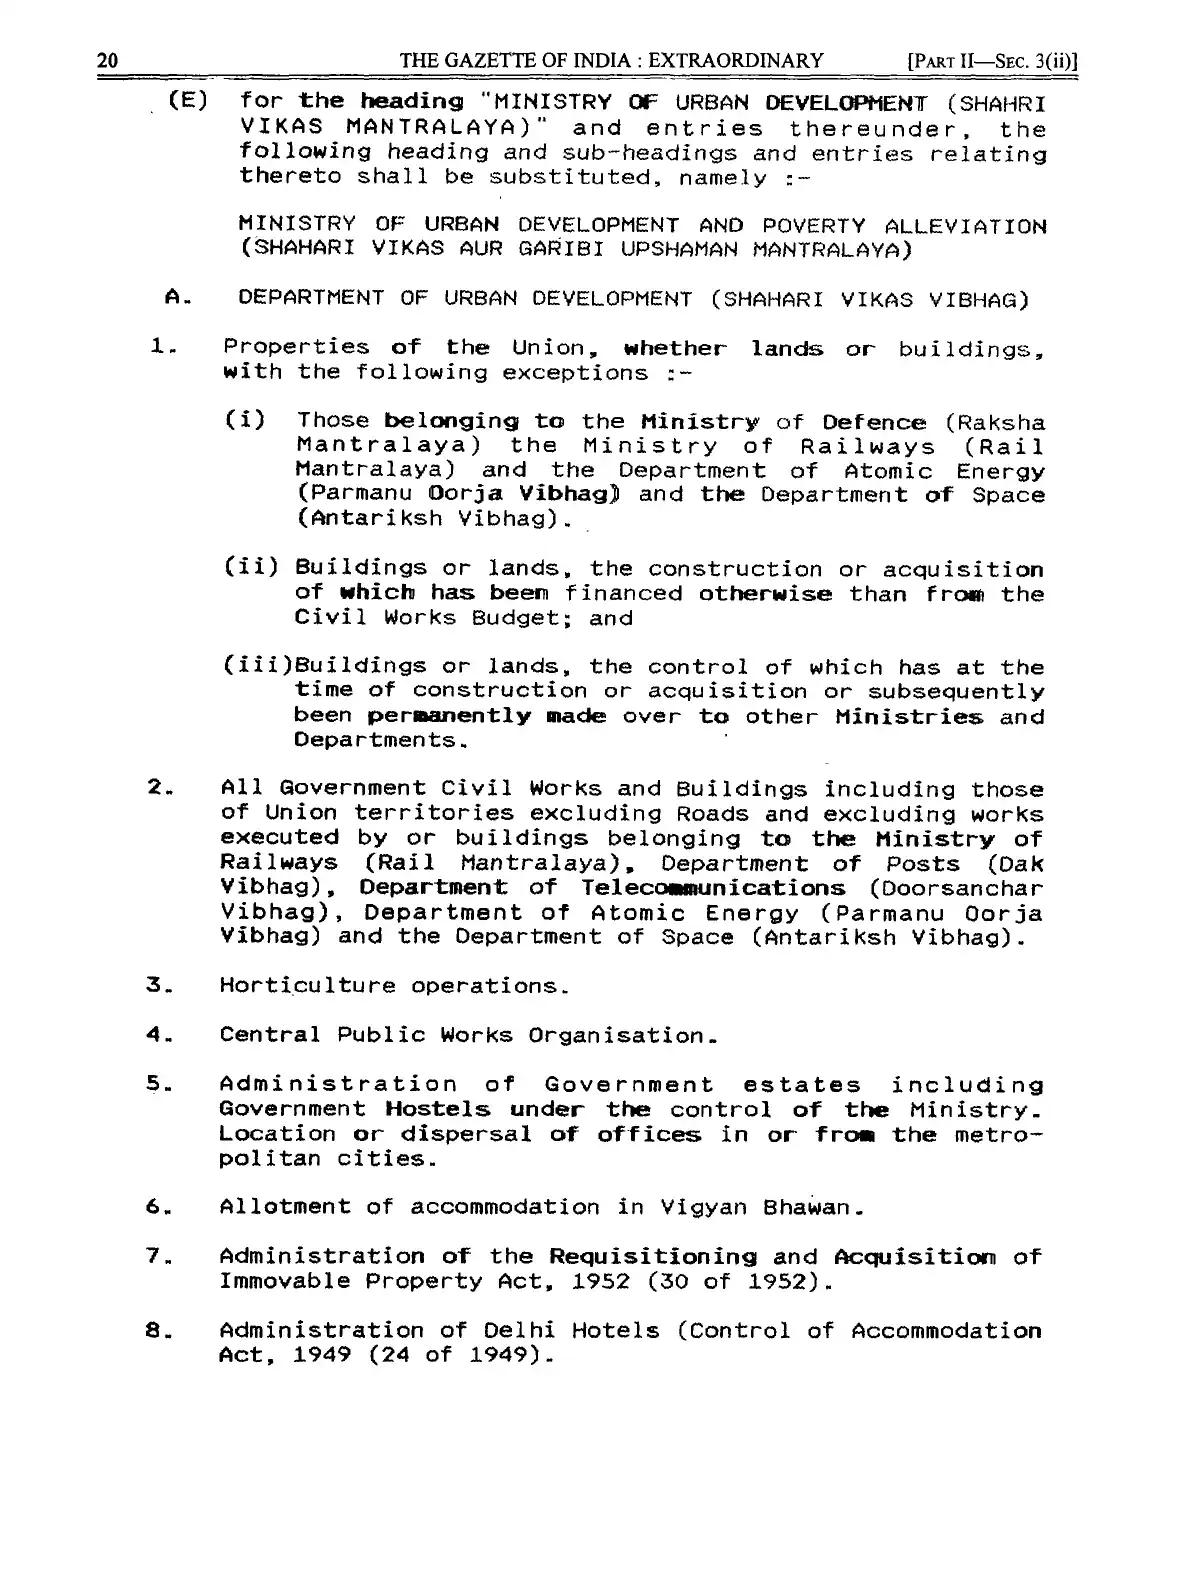 20 THE GAZETTE OF INDIA : EXTRAORDINARY [PART II—SEC. 3(ii)]
(E) for the heading "MINISTRY OF URBAN DEVELOPMENT (SHAHRI
VIKAS MANTRALAYA)" and entries thereunder, the
following heading and sub-headings and entries relating
thereto shall be substituted, namely :-
MINISTRY OF URBAN DEVELOPMENT AND POVERTY ALLEVIATION
(SHAHARI VIKAS AUR GARIBI UPSHAMAN MANTRALAYA)
A. DEPARTMENT OF URBAN DEVELOPMENT (SHAHARI VIKAS VIBHAG)
1. Properties of the Union, whether lands or buildings,
with the following exceptions :-
(i) Those belonging to the Ministry of Defence (Raksha
Mantralaya) the Ministry of Railways (Rail
Mantralaya) and the Department of Atomic Energy
(Parmanu Oorja Vibhag) and the Department of Space
(Antariksh Vibhag).
(ii) Buildings or lands, the construction or acquisition
of which has been financed otherwise than from the
Civil Works Budget; and
(iii)Buildings or lands, the control of which has at the
time of construction or acquisition or subsequently
been permanently made over to other Ministries and
Departments.
2. All Government Civil Works and Buildings including those
of Union territories excluding Roads and excluding works
executed by or buildings belonging to the Ministry of
Railways (Rail Mantralaya), Department of Posts (Dak
Vibhag), Department of Telecommunications (Doorsanchar
Vibhag), Department of Atomic Energy (Parmanu Oorja
Vibhag) and the Department of Space (Antariksh Vibhag).
3. Horticulture operations.
4. Central Public Works Organisation.
5. Administration of Government estates including
Government Hostels under the control of the Ministry.
Location or dispersal of offices in or from the metro-
politan cities.
6. Allotment of accommodation in Vigyan Bhawan.
7. Administration of the Requisitioning and Acquisition of
Immovable Property Act, 1952 (30 of 1952).
8. Administration of Delhi Hotels (Control of Accommodation
Act, 1949 (24 of 1949).